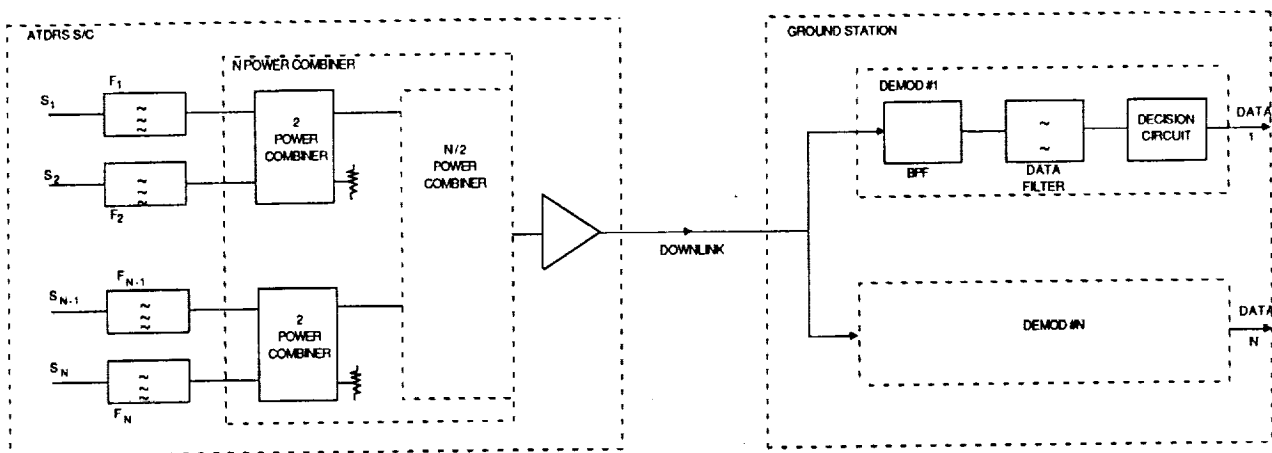 ATDRS S/C
N POWER COMBINER
F1
S1
2
POWER
COMBINER
S2
F2
N/2
POWER
COMBINER
FN-1
SN-1
2
POWER
COMBINER
SN
FN
DOWNLINK
GROUND STATION
DEMOD #1
BPF
~
~
DATA
FILTER
DECISION
CIRCUIT
DATA
1
DEMOD #N
DATA
N